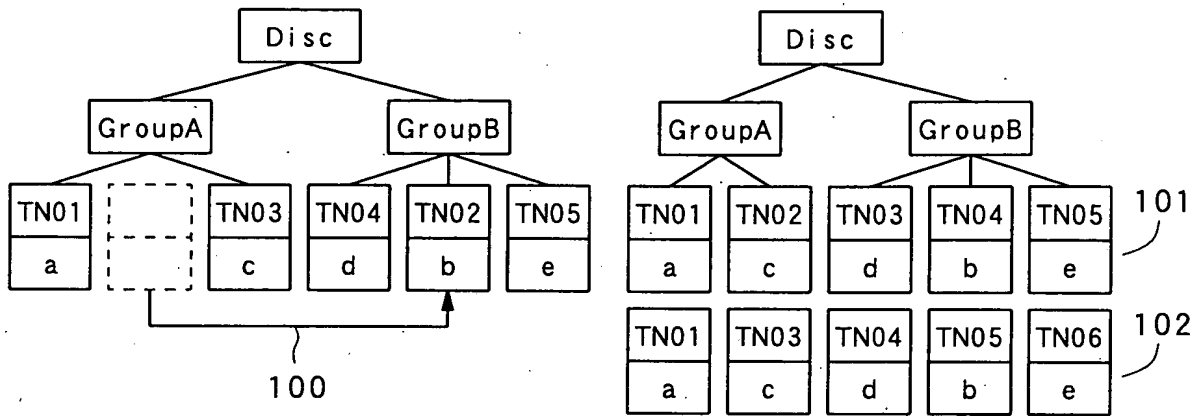 Disc Disc
GroupA GroupB GroupA GroupB
TN01 TN03 TN04 TN02 TN05 TN01 TN02 TN03 TN04 TN05 101
a c d b e a c d b e
TN01 TN03 TN04 TN05 TN06 102
a c d b e
100